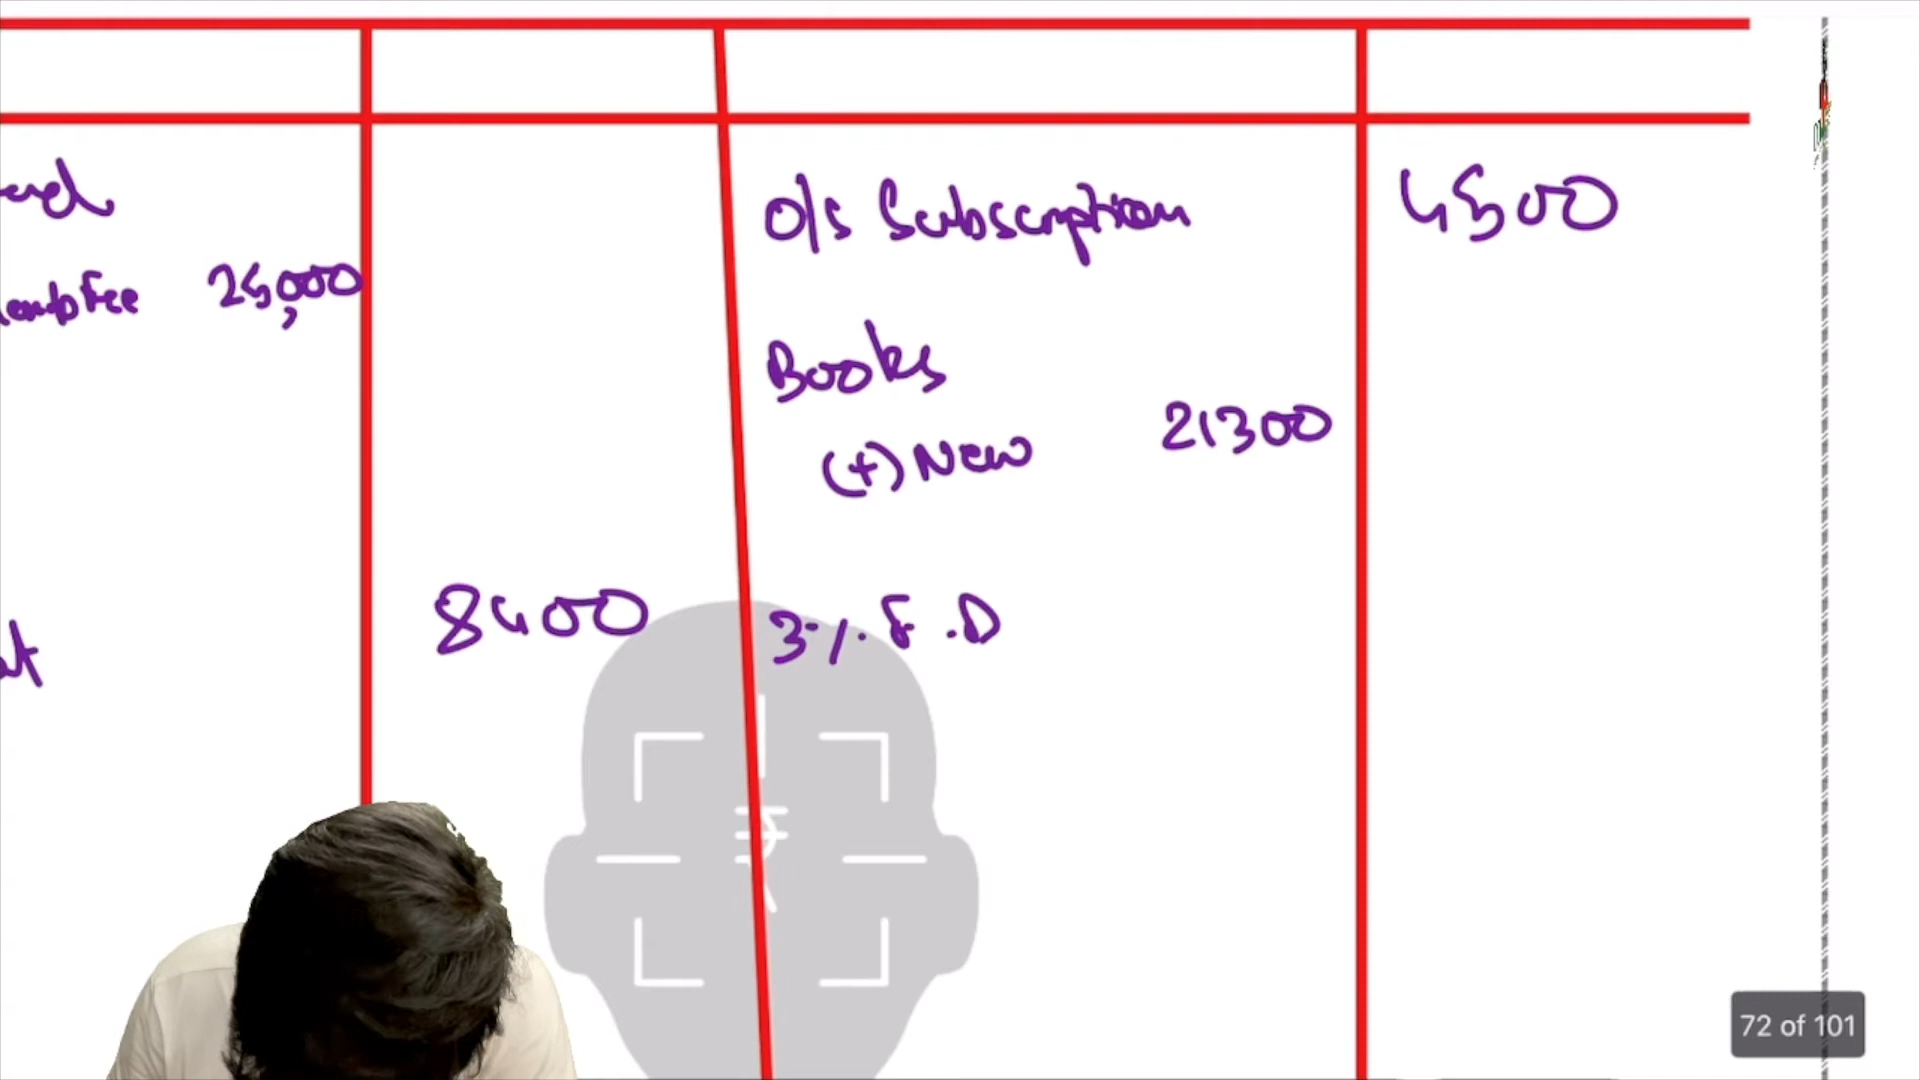 25,000
8400
O/s Subscription 4500
Books
(+) New 21300
3% F.D
72 of 101